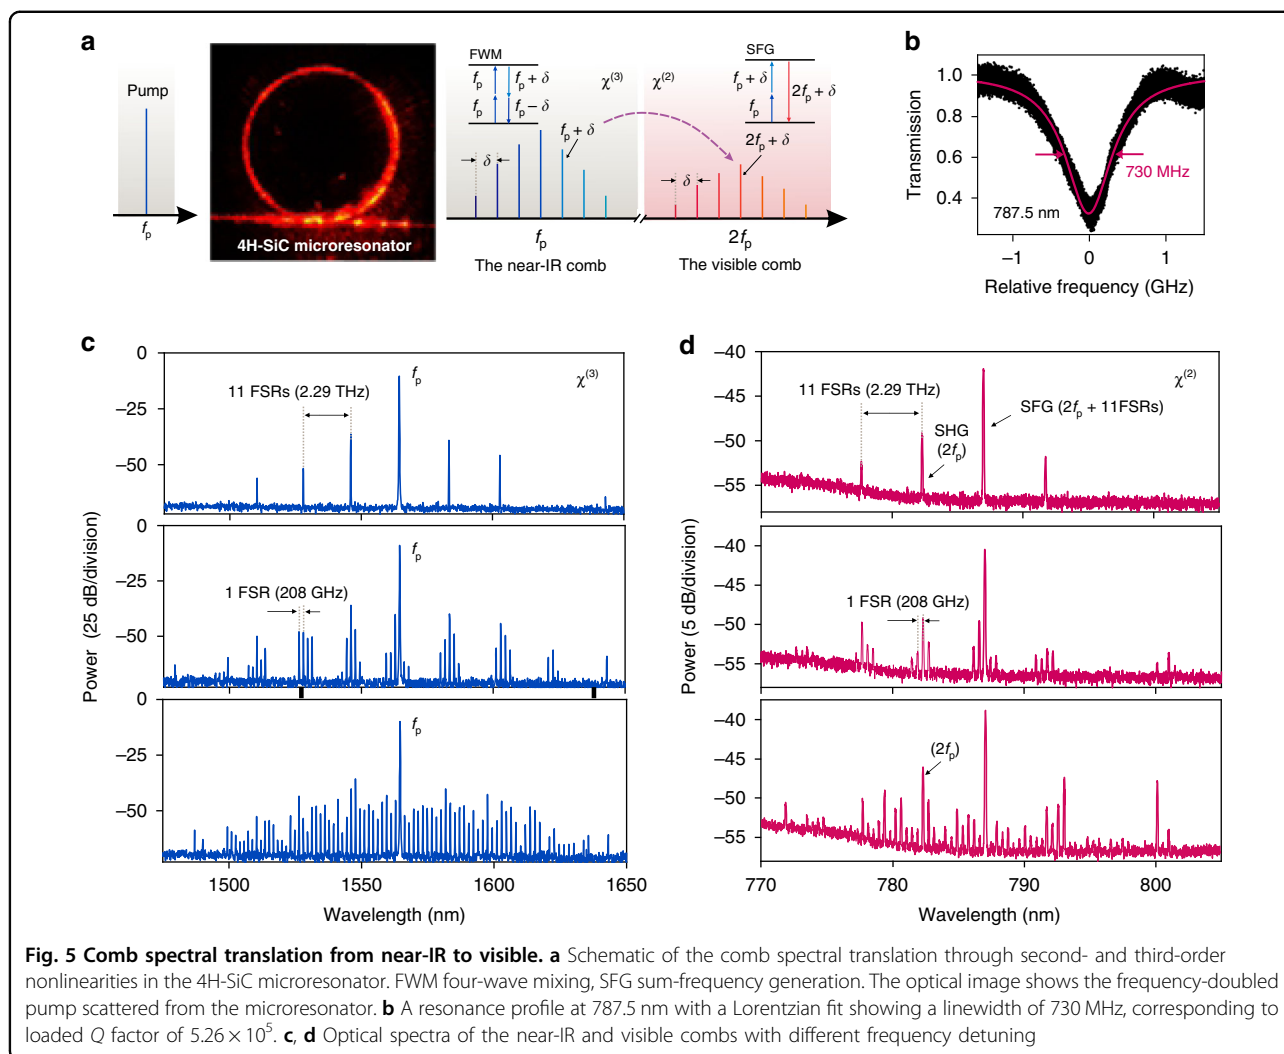 a
Pump
f_p
4H-SiC microresonator
FWM
f_p
f_p + δ
f_p
f_p − δ
χ^(3)
f_p + δ
δ
f_p
The near-IR comb
χ^(2)
SFG
f_p + δ
2f_p + δ
f_p
2f_p + δ
δ
2f_p
The visible comb
b
Transmission
1.0
0.8
0.6
0.4
730 MHz
787.5 nm
−1
0
1
Relative frequency (GHz)
c
Power (25 dB/division)
0
−25
−50
11 FSRs (2.29 THz)
f_p
χ^(3)
0
−25
−50
1 FSR (208 GHz)
f_p
0
−25
−50
f_p
1500
1550
1600
1650
Wavelength (nm)
d
Power (5 dB/division)
−40
−45
−50
−55
11 FSRs (2.29 THz)
SHG
(2f_p)
SFG (2f_p + 11FSRs)
χ^(2)
−40
−45
−50
−55
1 FSR (208 GHz)
−40
−45
−50
−55
(2f_p)
770
780
790
800
Wavelength (nm)
Fig. 5 Comb spectral translation from near-IR to visible. a Schematic of the comb spectral translation through second- and third-order
nonlinearities in the 4H-SiC microresonator. FWM four-wave mixing, SFG sum-frequency generation. The optical image shows the frequency-doubled
pump scattered from the microresonator. b A resonance profile at 787.5 nm with a Lorentzian fit showing a linewidth of 730 MHz, corresponding to
loaded Q factor of 5.26 × 10^5. c, d Optical spectra of the near-IR and visible combs with different frequency detuning